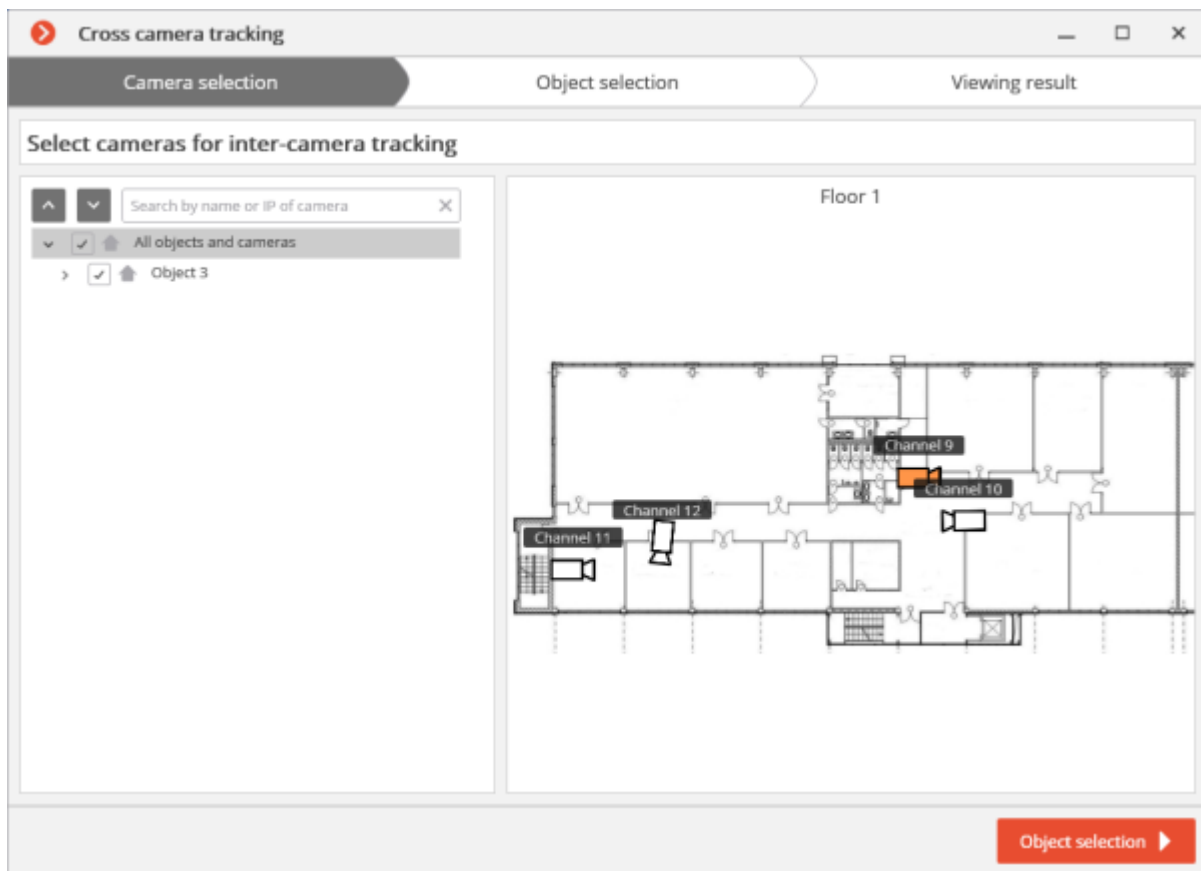 Cross camera tracking
Camera selection
Object selection
Viewing result
Select cameras for inter-camera tracking
Search by name or IP of camera
All objects and cameras
Object 3
Floor 1
Channel 9
Channel 10
Channel 12
Channel 11
Object selection